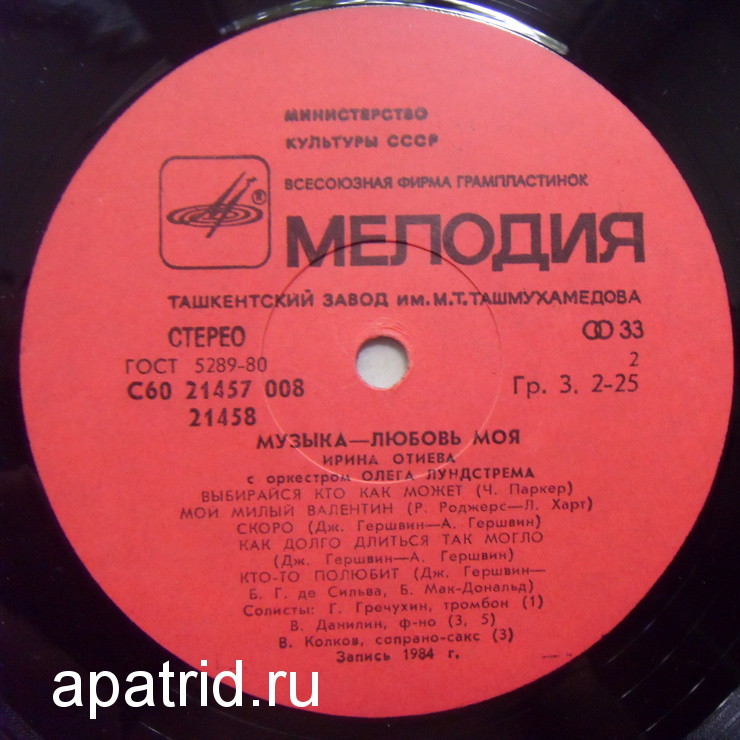 МИНИСТЕРСТВО
КУЛЬТУРЫ СССР
ВСЕСОЮЗНАЯ ФИРМА ГРАМПЛАСТИНОК
®
МЕЛОДИЯ
ТАШКЕНТСКИЙ ЗАВОД ИМ. М.Т.ТАШМУХАМЕДОВА
СТЕРЕО 33
ГОСТ 5289-80 2
С60 21457 008 Гр. 3. 2-25
21458
МУЗЫКА—ЛЮБОВЬ МОЯ
ИРИНА ОТИЕВА
с оркестром ОЛЕГА ЛУНДСТРЕМА
ВЫБИРАЙСЯ КТО КАК МОЖЕТ (Ч. Паркер)
МОЙ МИЛЫЙ ВАЛЕНТИН (Р. Роджерс—Л. Харт)
СКОРО (Дж. Гершвин—А. Гершвин)
КАК ДОЛГО ДЛИТЬСЯ ТАК МОГЛО
(Дж. Гершвин—А. Гершвин)
КТО-ТО ПОЛЮБИТ (Дж. Гершвин—
Б. Г. де Сильва, Б. Мак-Дональд)
Солисты: Г. Гречухин, тромбон (1)
В. Данилин, ф-но (3, 5)
В. Колков, сопрано-сакс (3)
Запись 1984 г.
apatrid.ru